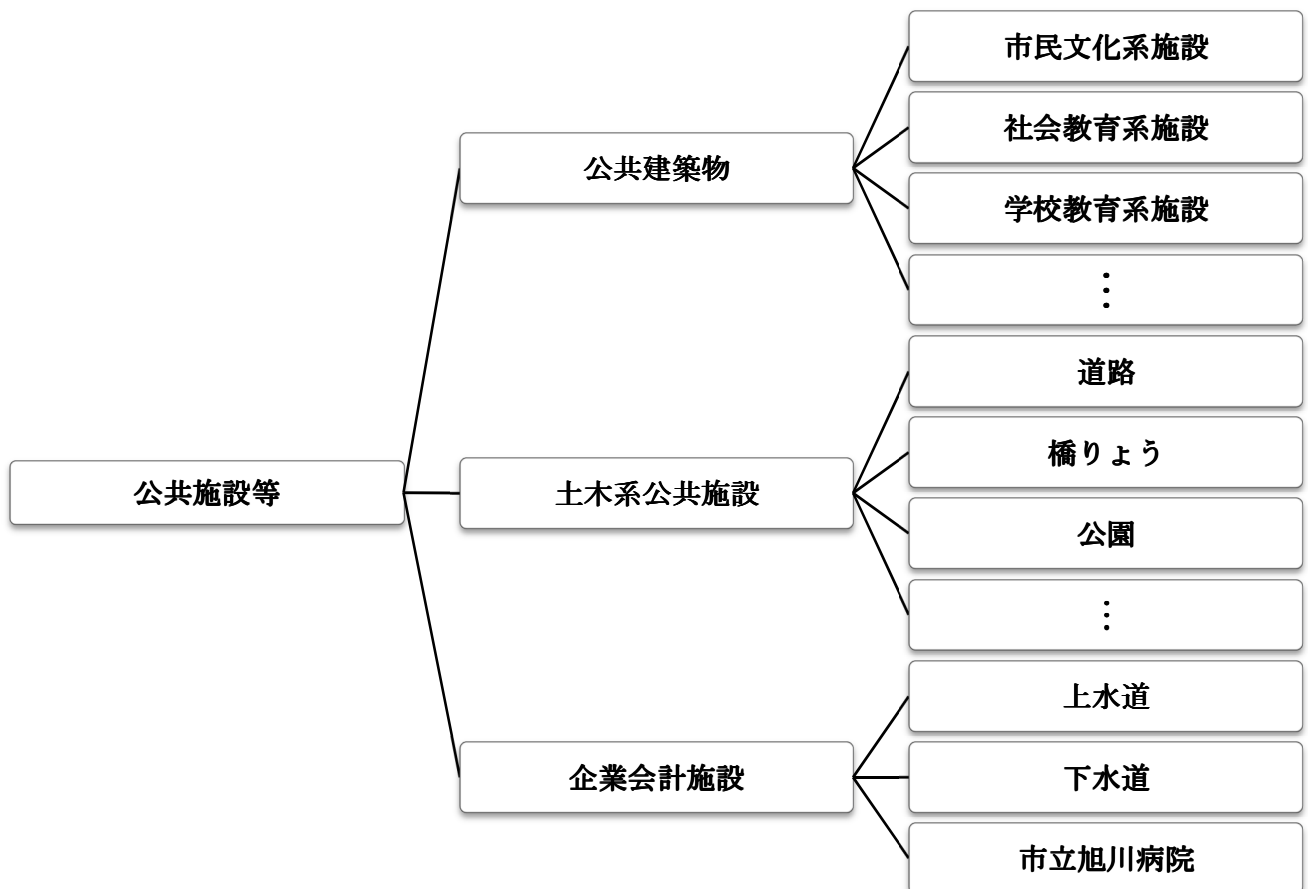 公共施設等
公共建築物
市民文化系施設
社会教育系施設
学校教育系施設
⋮
土木系公共施設
道路
橋りょう
公園
⋮
企業会計施設
上水道
下水道
市立旭川病院